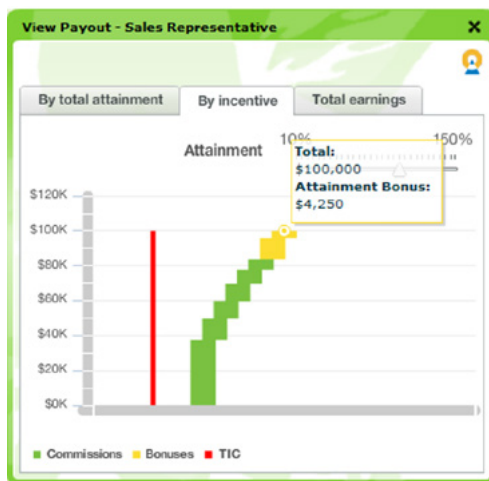 View Payout - Sales Representative
By total attainment
By incentive
Total earnings
Attainment
10%
150%
Total:
$100,000
Attainment Bonus:
$4,250
$120K
$100K
$80K
$60K
$40K
$20K
$0K
Commissions
Bonuses
TIC